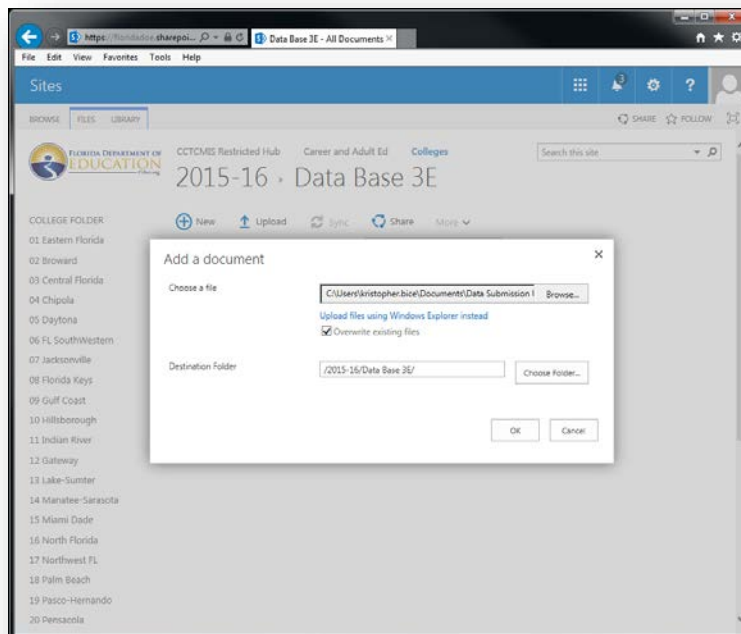 https://floridadoe.sharepoi...
Data Base 3E - All Documents ×
File Edit View Favorites Tools Help
Sites
3
?
BROWSE FILES LIBRARY
SHARE FOLLOW
FLORIDA DEPARTMENT OF
EDUCATION
CCTCMIS Restricted Hub Career and Adult Ed Colleges
Search this site
2015-16 Data Base 3E
COLLEGE FOLDER
New Upload Sync Share More
01 Eastern Florida
02 Broward
03 Central Florida
04 Chipola
05 Daytona
06 FL SouthWestern
07 Jacksonville
08 Florida Keys
09 Gulf Coast
10 Hillsborough
11 Indian River
12 Gateway
13 Lake-Sumter
14 Manatee-Sarasota
15 Miami Dade
16 North Florida
17 Northwest FL
18 Palm Beach
19 Pasco-Hernando
20 Pensacola
Add a document
Choose a file
C:\Users\kristopher.bice\Documents\Data Submission
Browse...
Upload files using Windows Explorer instead
Overwrite existing files
Destination Folder
/2015-16/Data Base 3E/
Choose Folder...
OK Cancel